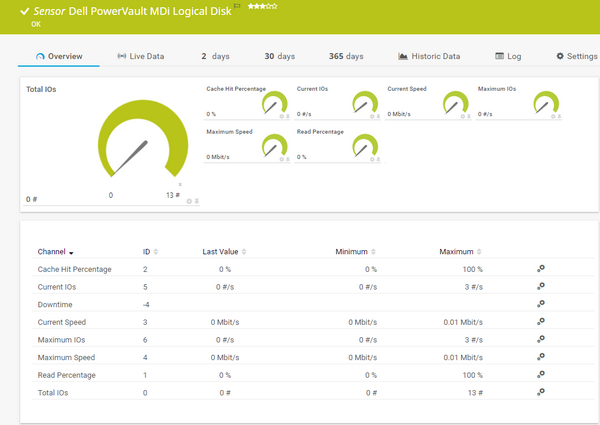 Sensor Dell PowerVault MDi Logical Disk
OK
Overview Live Data 2 days 30 days 365 days Historic Data Log Settings
Total IOs
0 #
0
13 #
Cache Hit Percentage
0 %
Current IOs
0 #/s
Current Speed
0 Mbit/s
Maximum IOs
0 #/s
Maximum Speed
0 Mbit/s
Read Percentage
0 %
Channel ID Last Value Minimum Maximum
Cache Hit Percentage 2 0 % 0 % 100 %
Current IOs 5 0 #/s 0 #/s 3 #/s
Downtime -4
Current Speed 3 0 Mbit/s 0 Mbit/s 0.01 Mbit/s
Maximum IOs 6 0 #/s 0 #/s 3 #/s
Maximum Speed 4 0 Mbit/s 0 Mbit/s 0.01 Mbit/s
Read Percentage 1 0 % 0 % 100 %
Total IOs 0 0 # 0 # 13 #